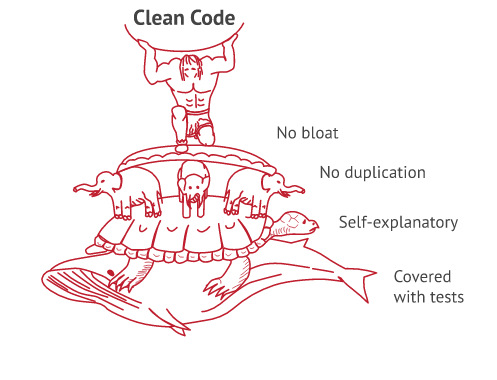 Clean Code
No bloat
No duplication
Self-explanatory
Covered
with tests